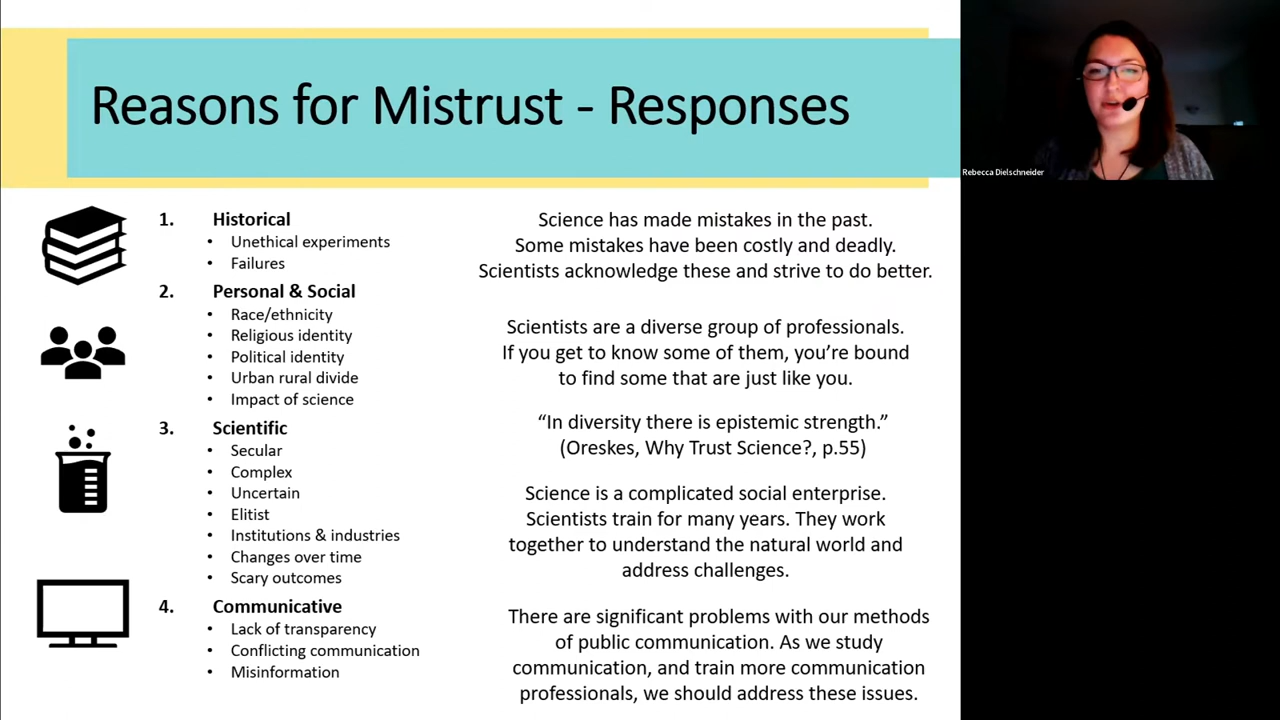 Reasons for Mistrust - Responses
Rebecca Dielschneider
1. Historical
• Unethical experiments
• Failures
2. Personal & Social
• Race/ethnicity
• Religious identity
• Political identity
• Urban rural divide
• Impact of science
3. Scientific
• Secular
• Complex
• Uncertain
• Elitist
• Institutions & industries
• Changes over time
• Scary outcomes
4. Communicative
• Lack of transparency
• Conflicting communication
• Misinformation
Science has made mistakes in the past.
Some mistakes have been costly and deadly.
Scientists acknowledge these and strive to do better.
Scientists are a diverse group of professionals.
If you get to know some of them, you’re bound
to find some that are just like you.
“In diversity there is epistemic strength.”
(Oreskes, Why Trust Science?, p.55)
Science is a complicated social enterprise.
Scientists train for many years. They work
together to understand the natural world and
address challenges.
There are significant problems with our methods
of public communication. As we study
communication, and train more communication
professionals, we should address these issues.